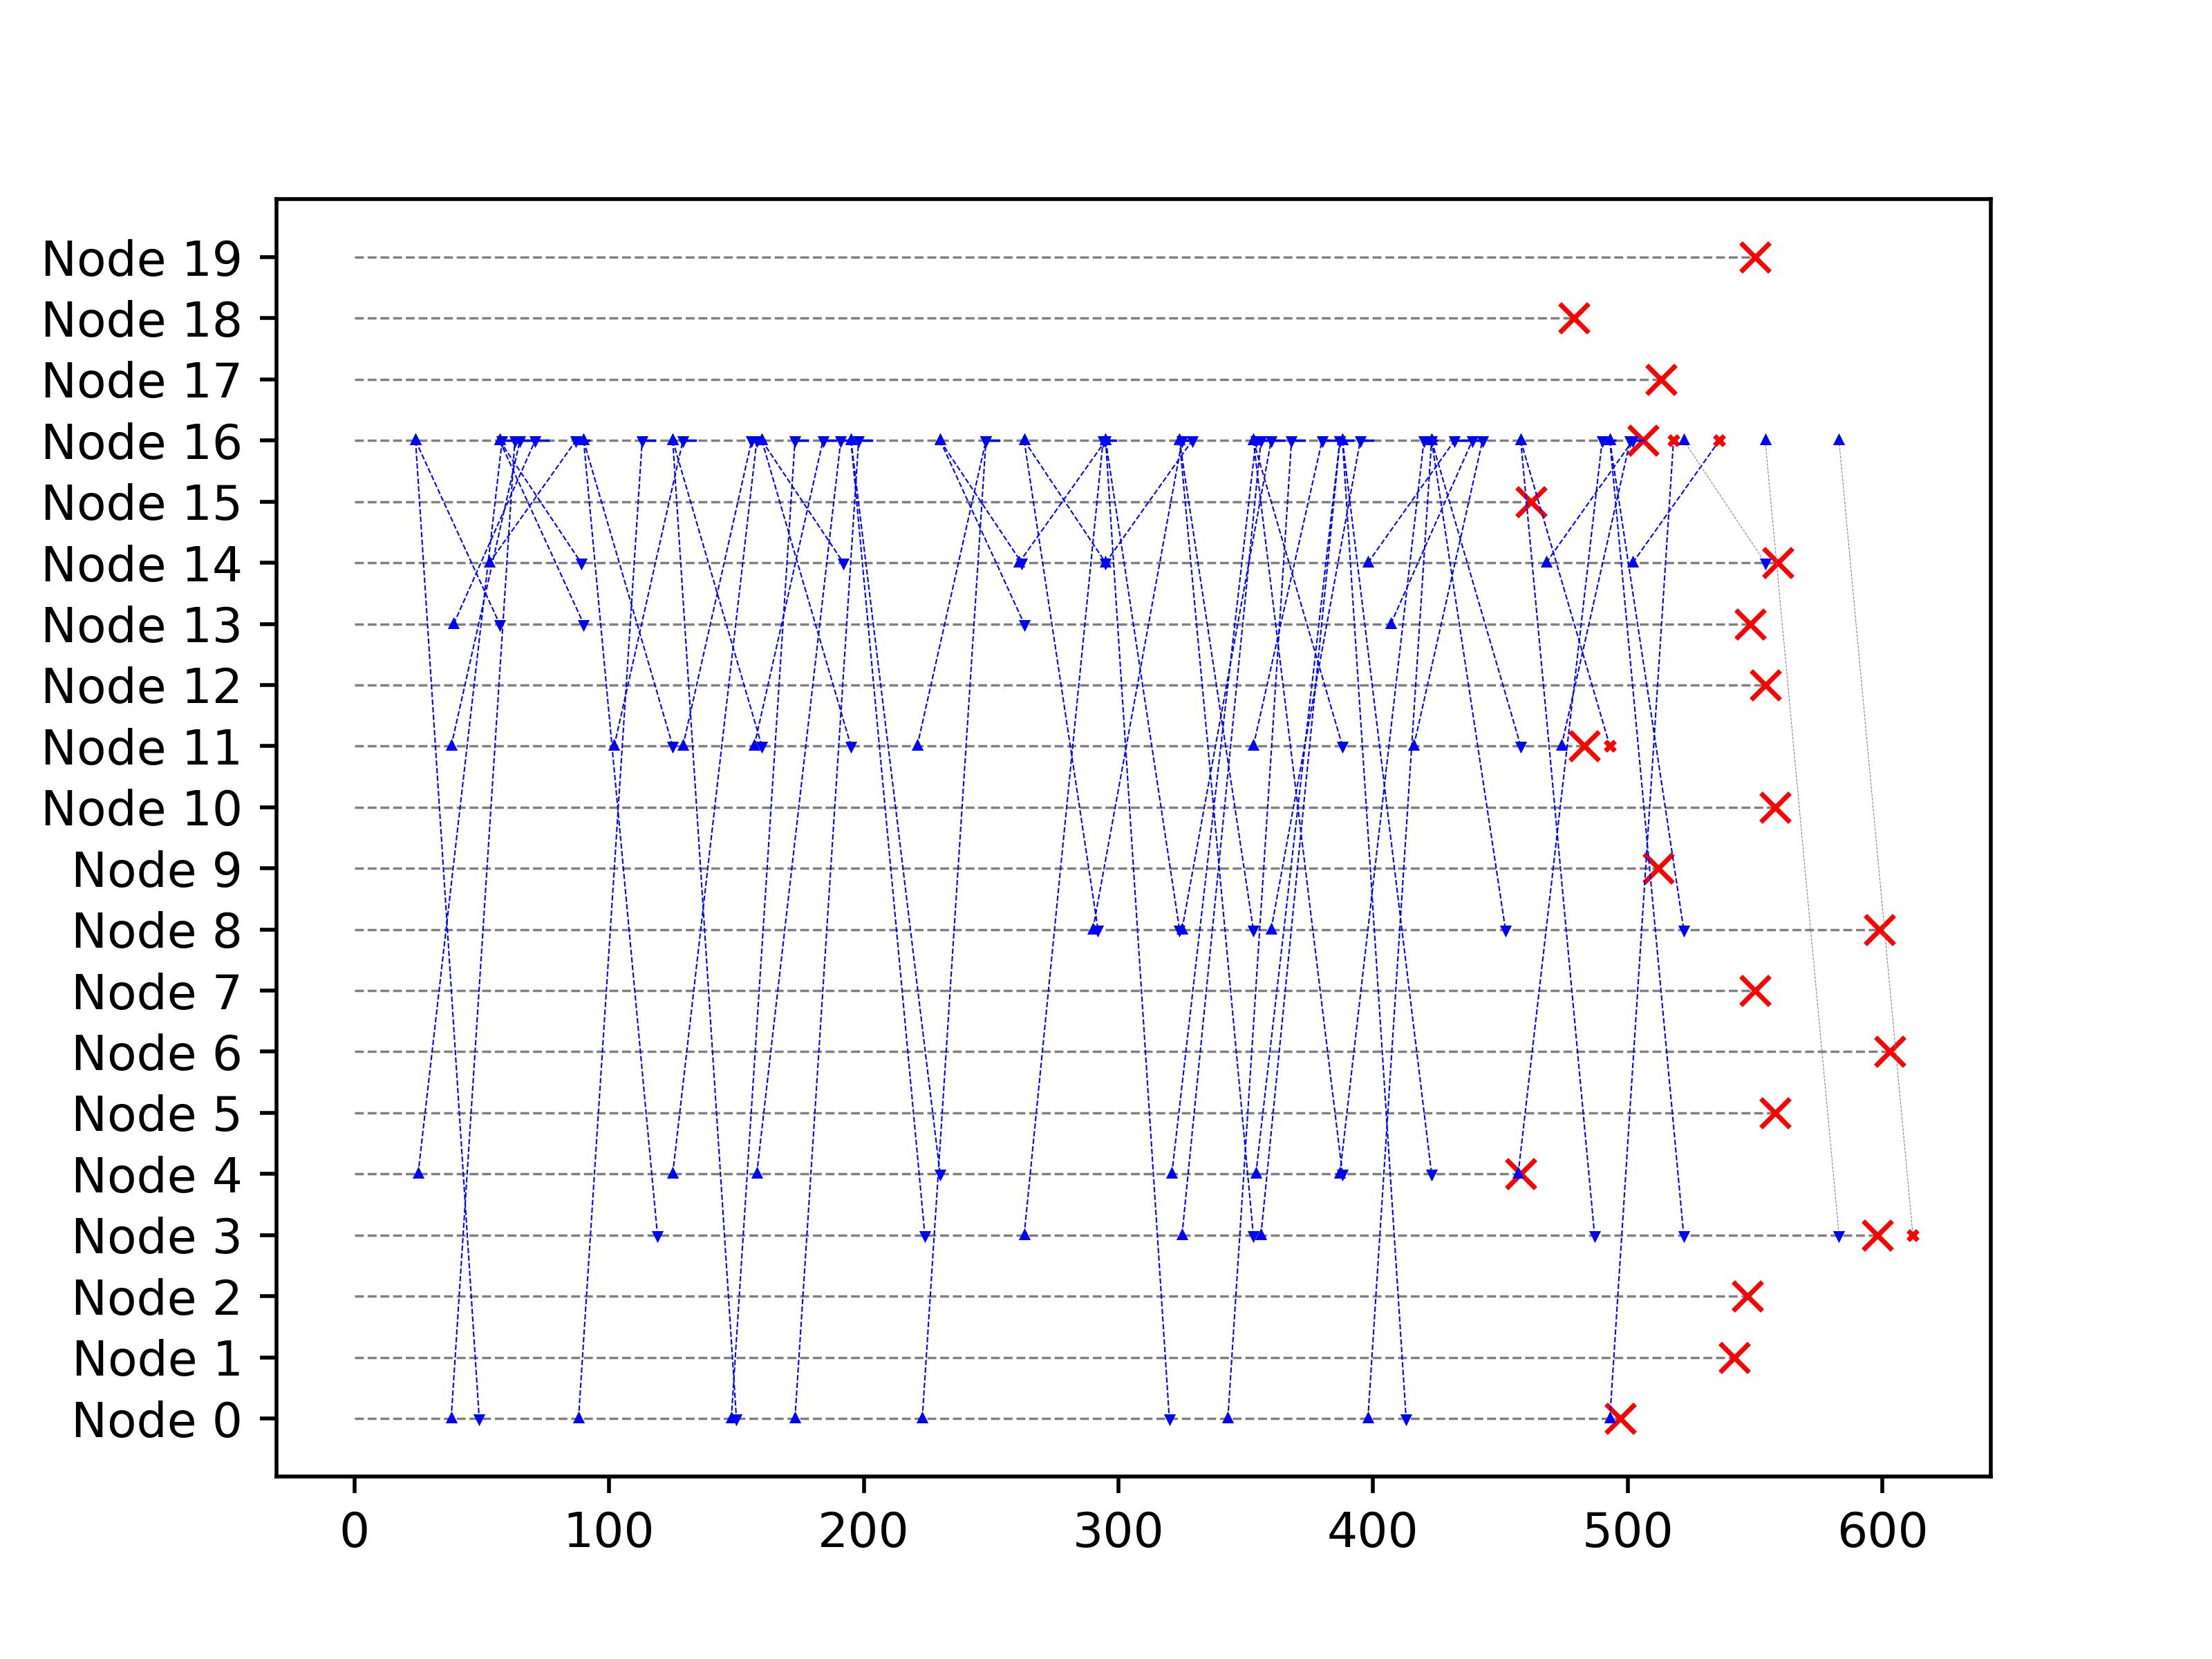 Node 19
Node 18
Node 17
Node 16
Node 15
Node 14
Node 13
Node 12
Node 11
Node 10
Node 9
Node 8
Node 7
Node 6
Node 5
Node 4
Node 3
Node 2
Node 1
Node 0
0 100 200 300 400 500 600